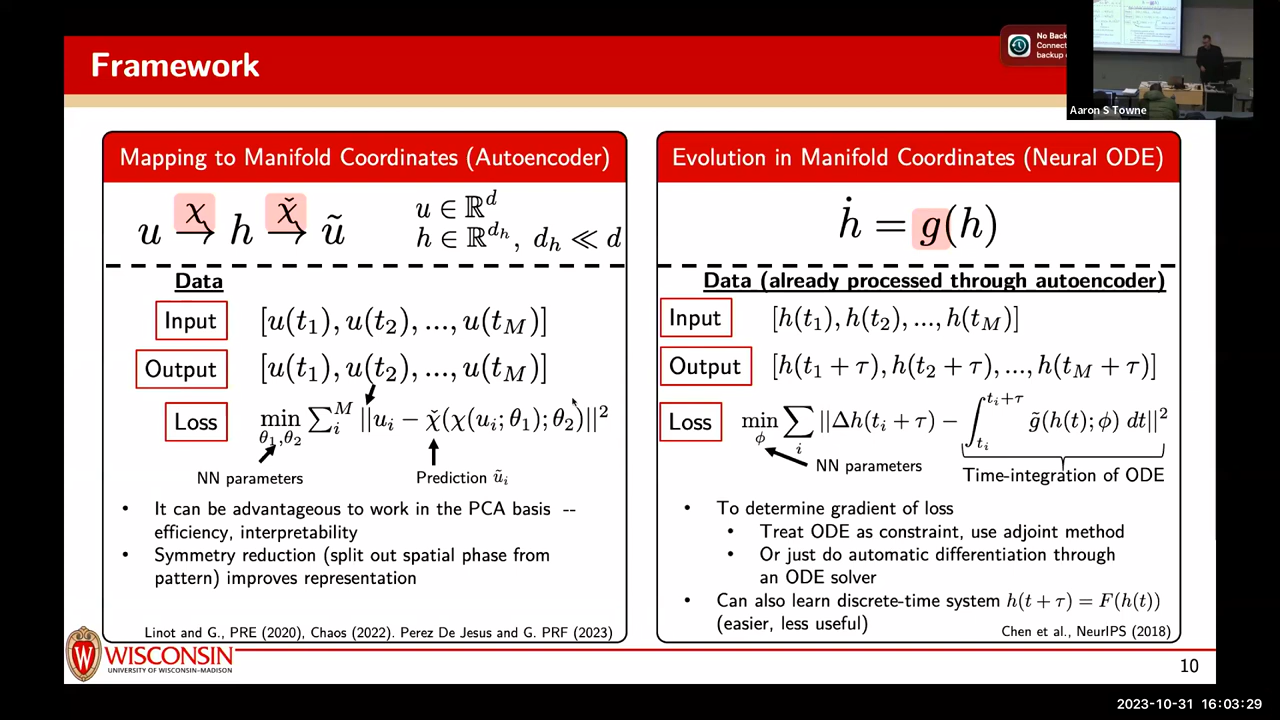 Framework
No Back
Connect
backup
Aaron S Towne
Mapping to Manifold Coordinates (Autoencoder)
u →^χ h →^χ̌ ũ
u ∈ ℝ^d
h ∈ ℝ^{d_h}, d_h ≪ d
Data
Input [u(t_1), u(t_2), ..., u(t_M)]
Output [u(t_1), u(t_2), ..., u(t_M)]
Loss min_{θ_1,θ_2} ∑_i^M ||u_i − χ̌(χ(u_i; θ_1); θ_2)||^2
NN parameters Prediction ũ_i
• It can be advantageous to work in the PCA basis --
efficiency, interpretability
• Symmetry reduction (split out spatial phase from
pattern) improves representation
Linot and G., PRE (2020), Chaos (2022). Perez De Jesus and G. PRF (2023)
Evolution in Manifold Coordinates (Neural ODE)
ḣ = g(h)
Data (already processed through autoencoder)
Input [h(t_1), h(t_2), ..., h(t_M)]
Output [h(t_1 + τ), h(t_2 + τ), ..., h(t_M + τ)]
Loss min_ϕ ∑_i ||Δh(t_i + τ) − ∫_{t_i}^{t_i+τ} g̃(h(t); ϕ) dt||^2
NN parameters
Time-integration of ODE
• To determine gradient of loss
• Treat ODE as constraint, use adjoint method
• Or just do automatic differentiation through
an ODE solver
• Can also learn discrete-time system h(t + τ) = F(h(t))
(easier, less useful)
Chen et al., NeurIPS (2018)
W
WISCONSIN
UNIVERSITY OF WISCONSIN-MADISON
10
2023-10-31 16:03:29